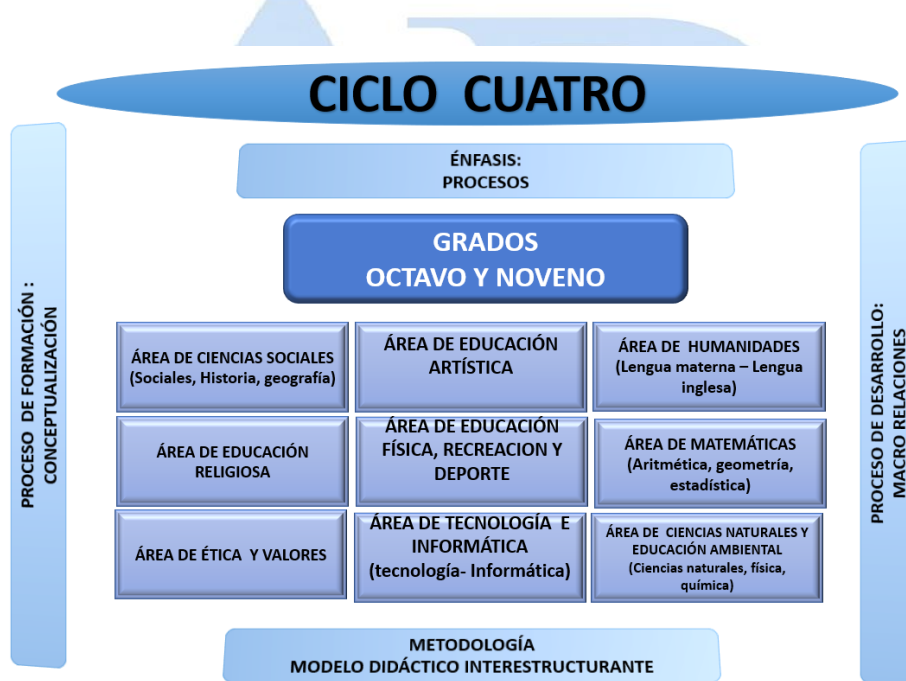 CICLO CUATRO
ÉNFASIS:
PROCESOS
GRADOS
OCTAVO Y NOVENO
PROCESO DE FORMACIÓN :
CONCEPTUALIZACIÓN
ÁREA DE CIENCIAS SOCIALES
(Sociales, Historia, geografía)
ÁREA DE EDUCACIÓN
ARTÍSTICA
ÁREA DE HUMANIDADES
(Lengua materna – Lengua
inglesa)
ÁREA DE EDUCACIÓN
RELIGIOSA
ÁREA DE EDUCACIÓN
FÍSICA, RECREACION Y
DEPORTE
ÁREA DE MATEMÁTICAS
(Aritmética, geometría,
estadística)
ÁREA DE ÉTICA Y VALORES
ÁREA DE TECNOLOGÍA E
INFORMÁTICA
(tecnología- Informática)
ÁREA DE CIENCIAS NATURALES Y
EDUCACIÓN AMBIENTAL
(Ciencias naturales, física,
química)
PROCESO DE DESAROLLO:
MACRO RELACIONES
METODOLOGÍA
MODELO DIDÁCTICO INTERESTRUCTURANTE